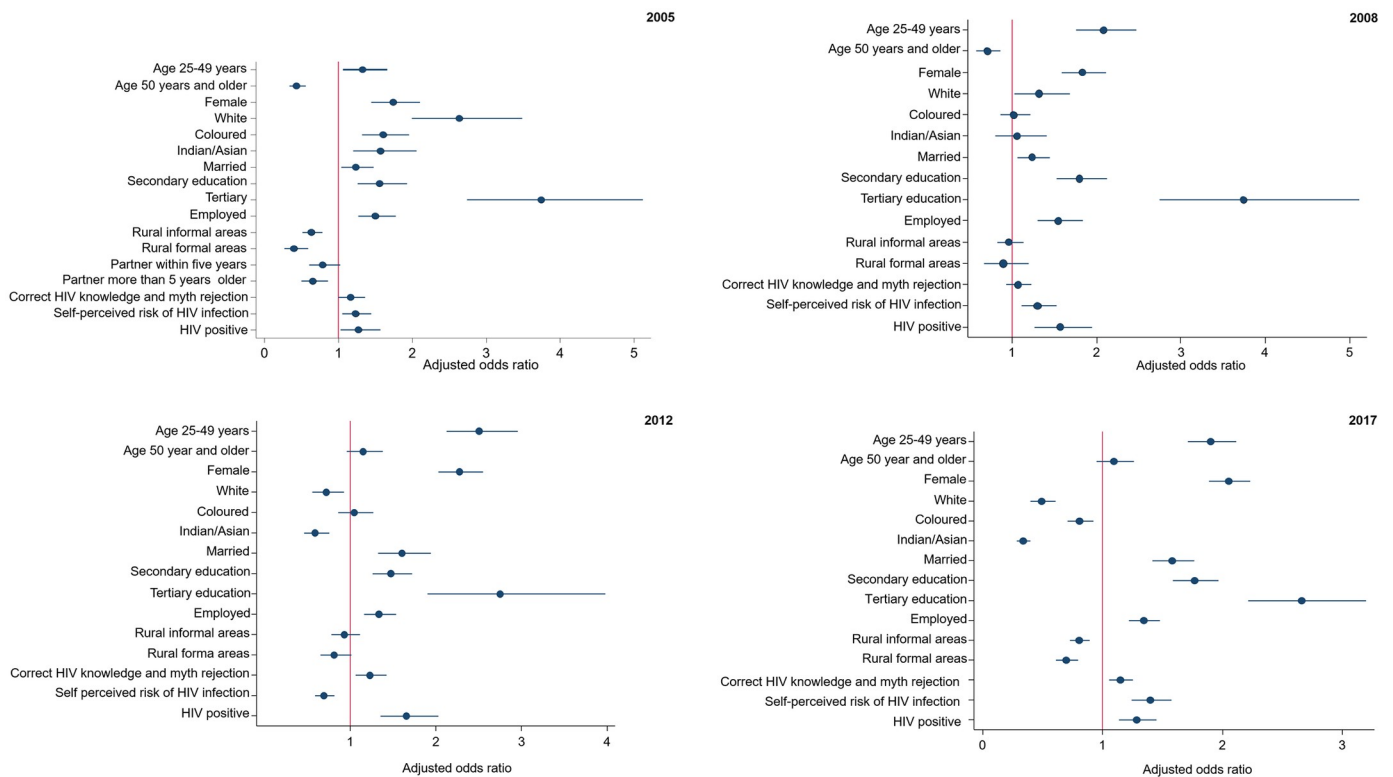 2005
Age 25-49 years
Age 50 years and older
Female
White
Coloured
Indian/Asian
Married
Secondary education
Tertiary
Employed
Rural informal areas
Rural formal areas
Partner within five years
Partner more than 5 years older
Correct HIV knowledge and myth rejection
Self-perceived risk of HIV infection
HIV positive
0 1 2 3 4 5
Adjusted odds ratio
2008
Age 25-49 years
Age 50 years and older
Female
White
Coloured
Indian/Asian
Married
Secondary education
Tertiary education
Employed
Rural informal areas
Rural formal areas
Correct HIV knowledge and myth rejection
Self-perceived risk of HIV infection
HIV positive
1 2 3 4 5
Adjusted odds ratio
2012
Age 25-49 years
Age 50 year and older
Female
White
Coloured
Indian/Asian
Married
Secondary education
Tertiary education
Employed
Rural informal areas
Rural forma areas
Correct HIV knowledge and myth rejection
Self perceived risk of HIV infection
HIV positive
1 2 3 4
Adjusted odds ratio
2017
Age 25-49 years
Age 50 year and older
Female
White
Coloured
Indian/Asian
Married
Secondary education
Tertiary education
Employed
Rural informal areas
Rural formal areas
Correct HIV knowledge and myth rejection
Self-perceived risk of HIV infection
HIV positive
0 1 2 3
Adjusted odds ratio